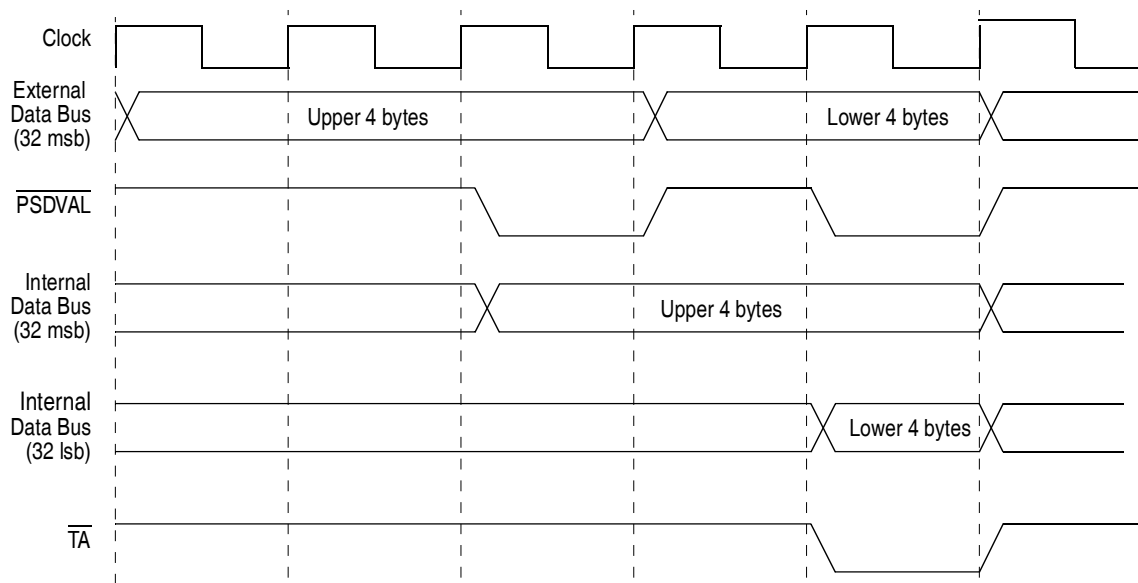 Clock
External
Data Bus
(32 msb)
Upper 4 bytes
Lower 4 bytes
PSDVAL
Internal
Data Bus
(32 msb)
Upper 4 bytes
Internal
Data Bus
(32 lsb)
Lower 4 bytes
TA